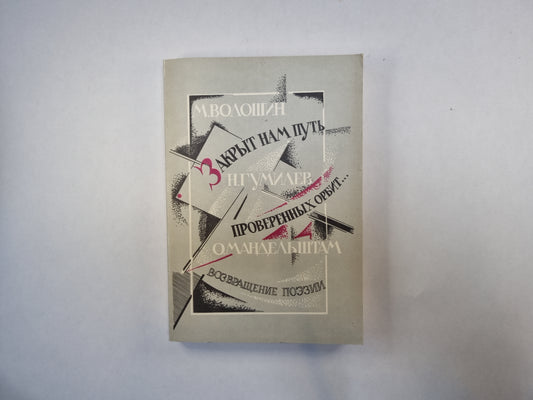 М.ВОЛОШИН
ЗАКРЫТ НАМ ПУТЬ
Н.ГУМИЛЕВ
ПРОВЕРЕННЫХ ОРБИТ...
О.МАНДЕЛЬШТАМ
ВОЗВРАЩЕНИЕ ПОЭЗИИ